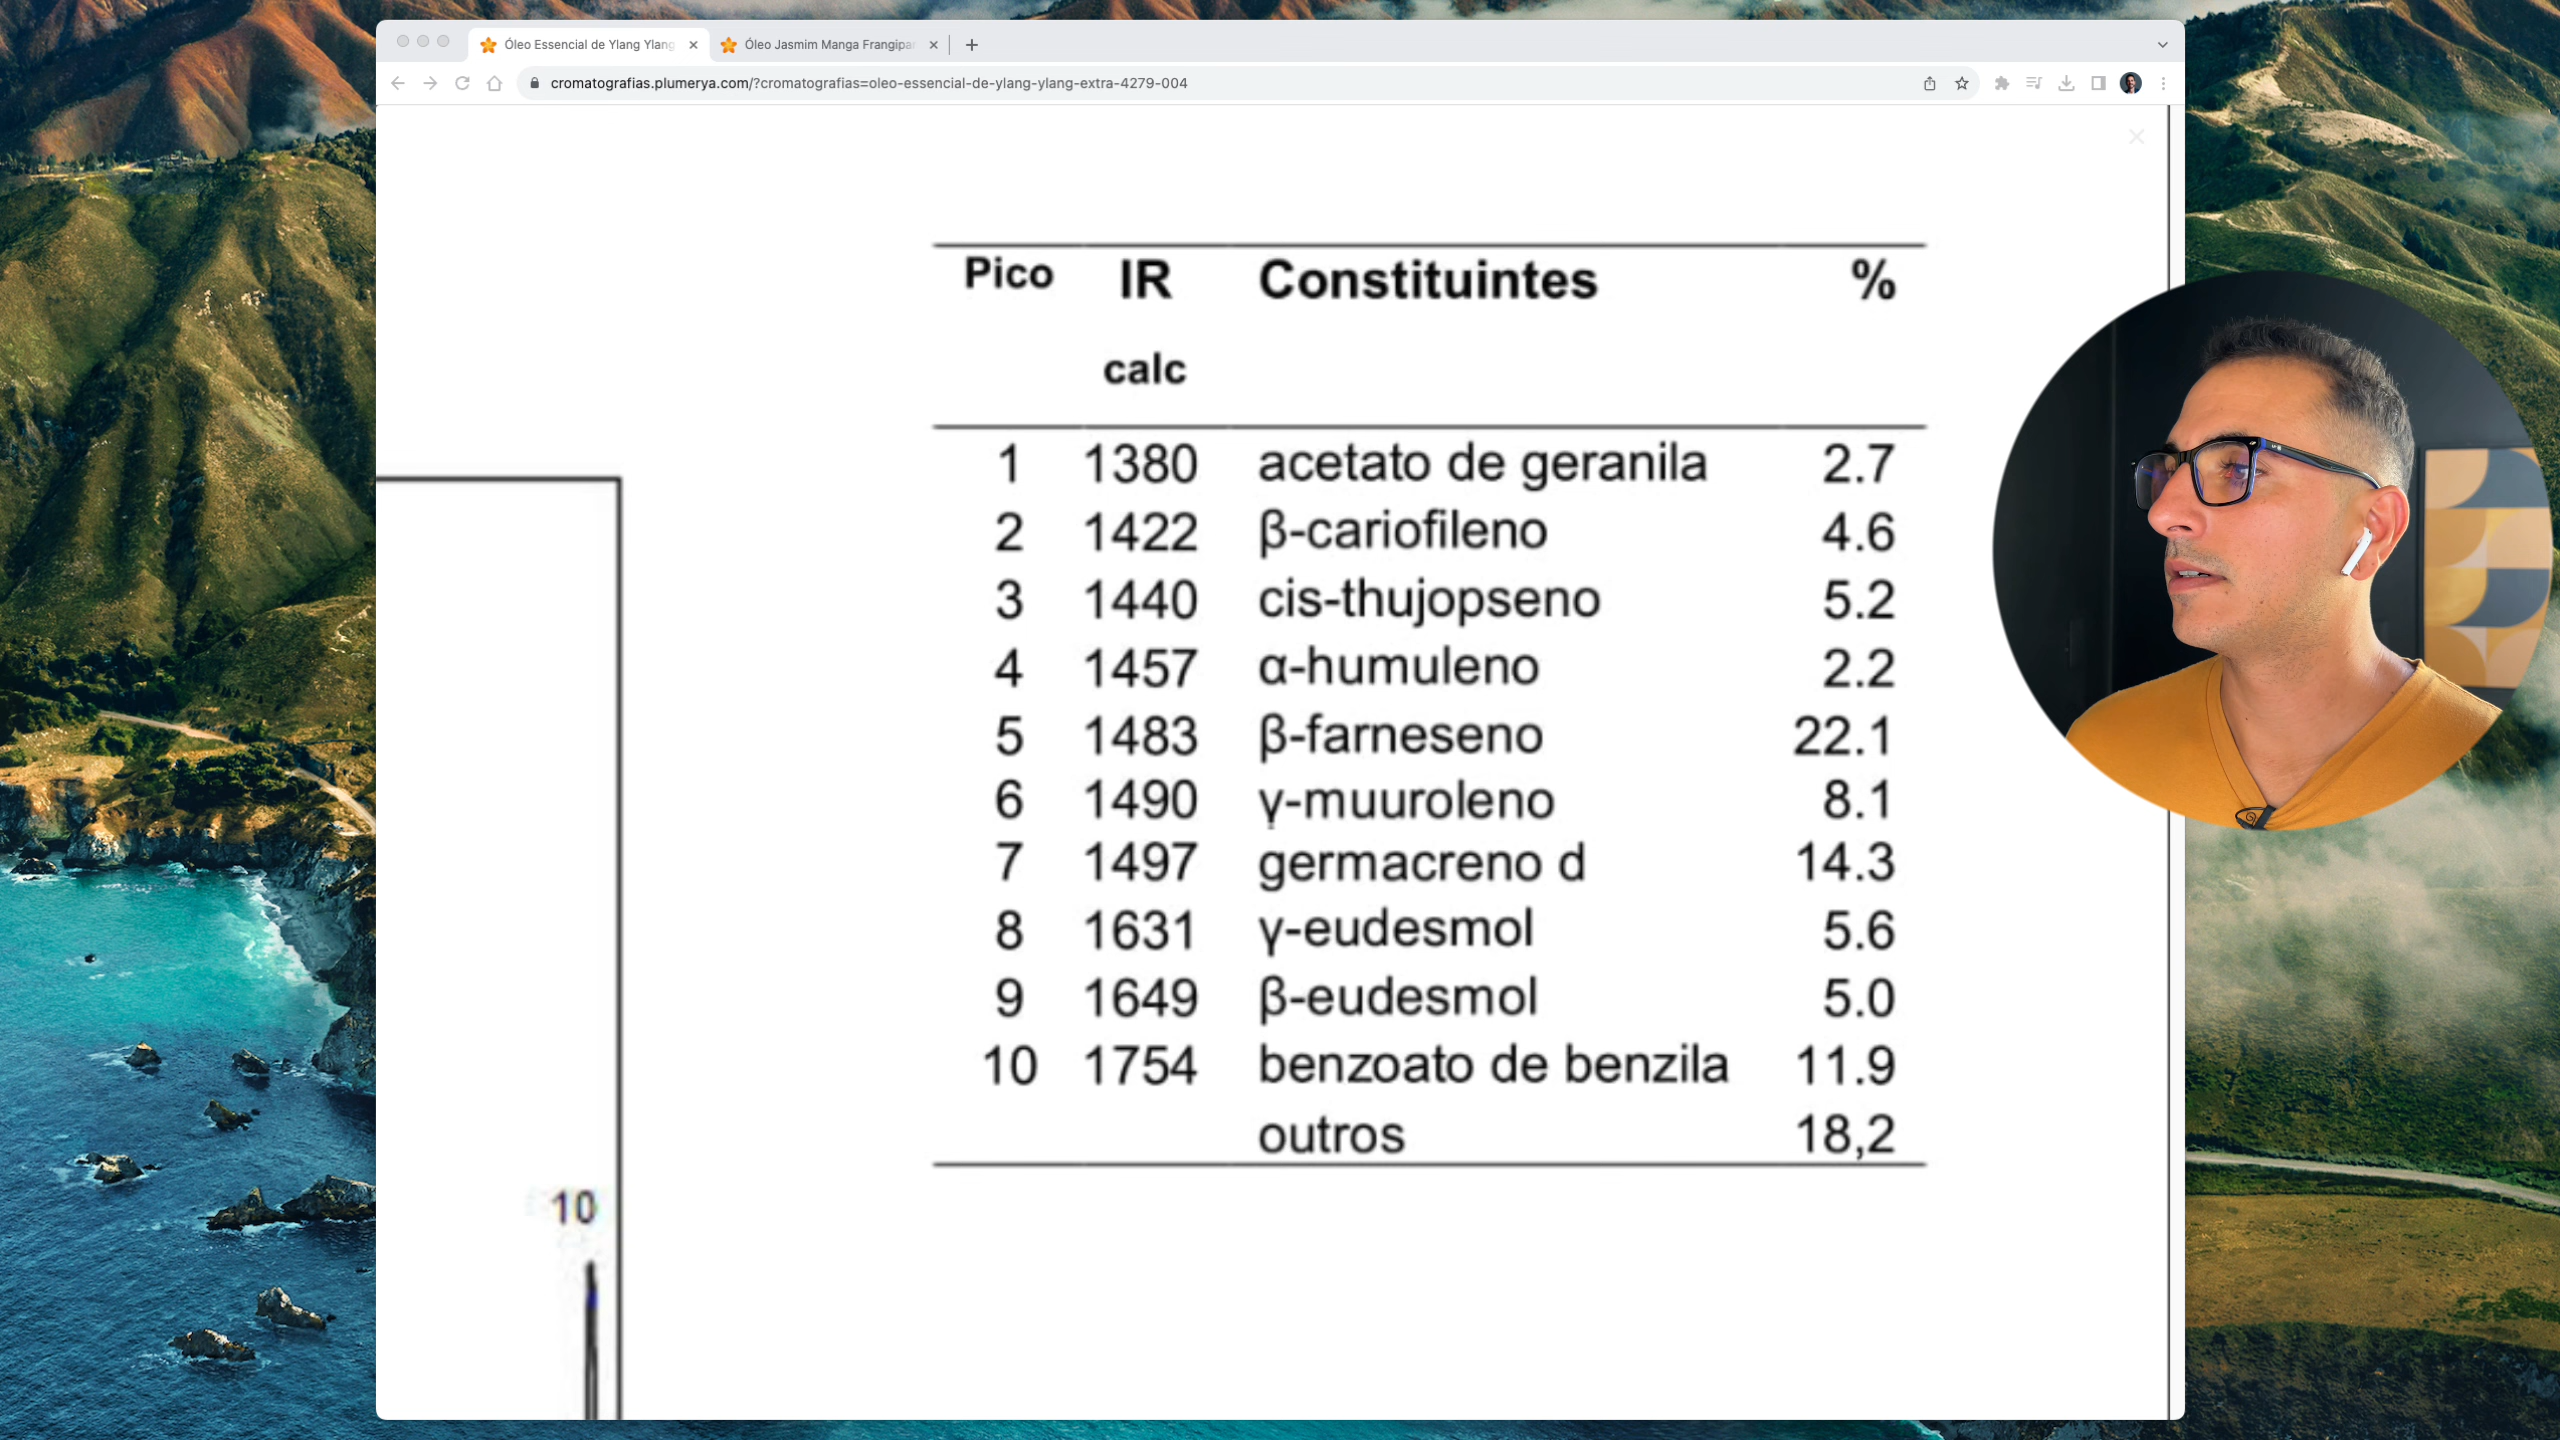 Óleo Essencial de Ylang Ylang
Óleo Jasmim Manga Frangipan
cromatografias.plumerya.com/?cromatografias=oleo-essencial-de-ylang-ylang-extra-4279-004
Pico IR Constituintes %
calc
1 1380 acetato de geranila 2.7
2 1422 β-cariofileno 4.6
3 1440 cis-thujopseno 5.2
4 1457 α-humuleno 2.2
5 1483 β-farneseno 22.1
6 1490 γ-muuroleno 8.1
7 1497 germacreno d 14.3
8 1631 γ-eudesmol 5.6
9 1649 β-eudesmol 5.0
10 1754 benzoato de benzila 11.9
outros 18,2
10